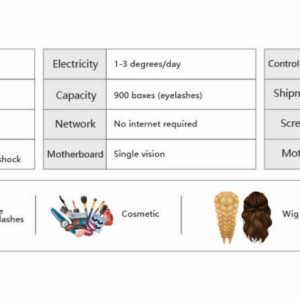 Electricity 1-3 degrees/day Control
Capacity 900 boxes (eyelashes) Shipm
Network No internet required Scre
shock Motherboard Single vision Mot
e
lashes Cosmetic Wig